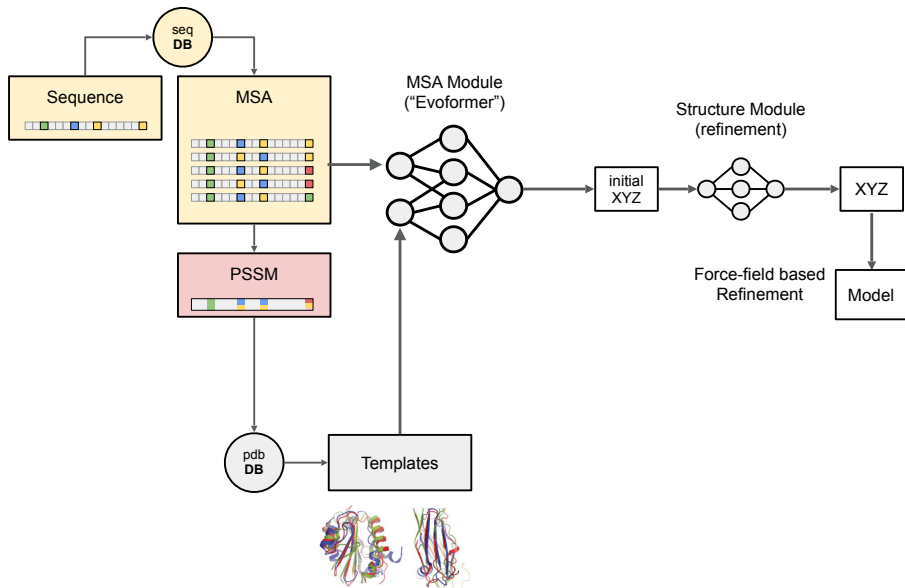 seq
DB
Sequence
MSA
MSA Module
(“Evoformer”)
Structure Module
(refinement)
initial
XYZ
XYZ
PSSM
Force-field based
Refinement
Model
pdb
DB
Templates